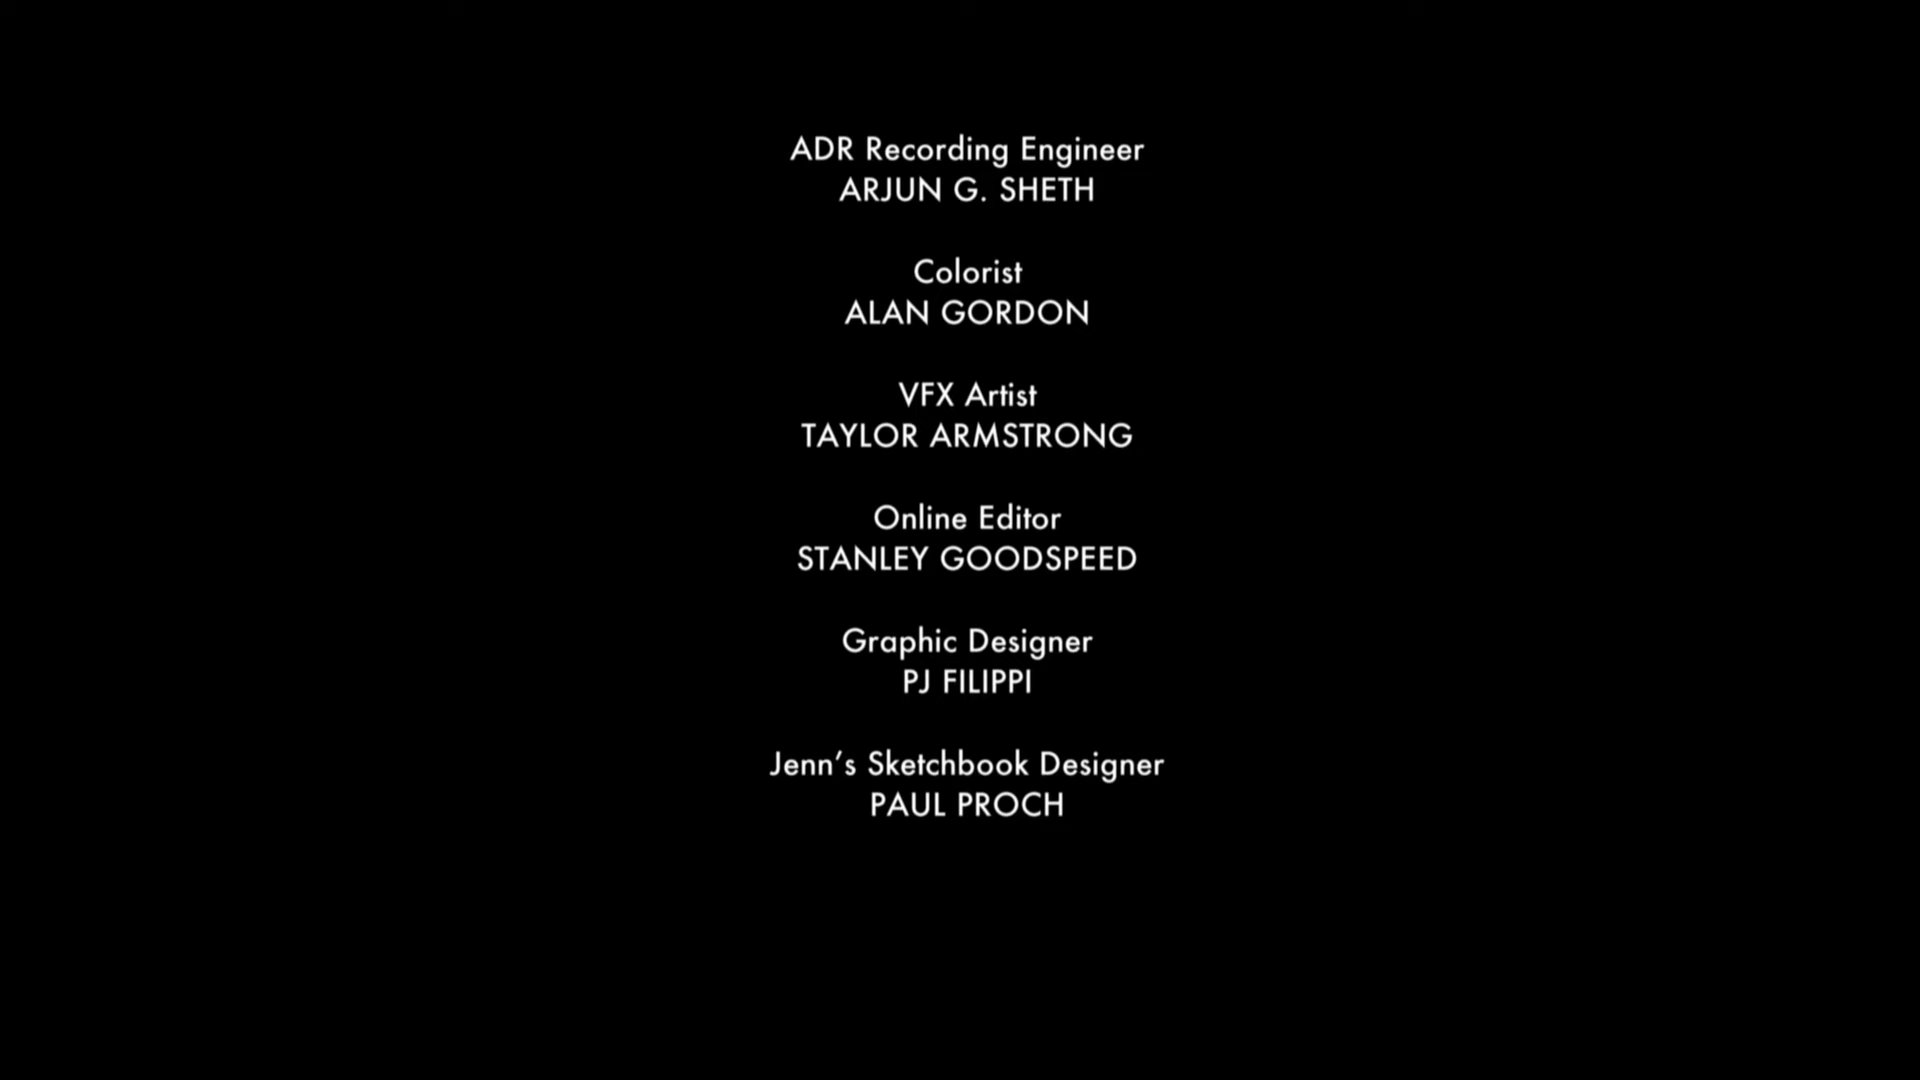 ADR Recording Engineer
ARJUN G. SHETH
Colorist
ALAN GORDON
VFX Artist
TAYLOR ARMSTRONG
Online Editor
STANLEY GOODSPEED
Graphic Designer
PJ FILIPPI
Jenn’s Sketchbook Designer
PAUL PROCH